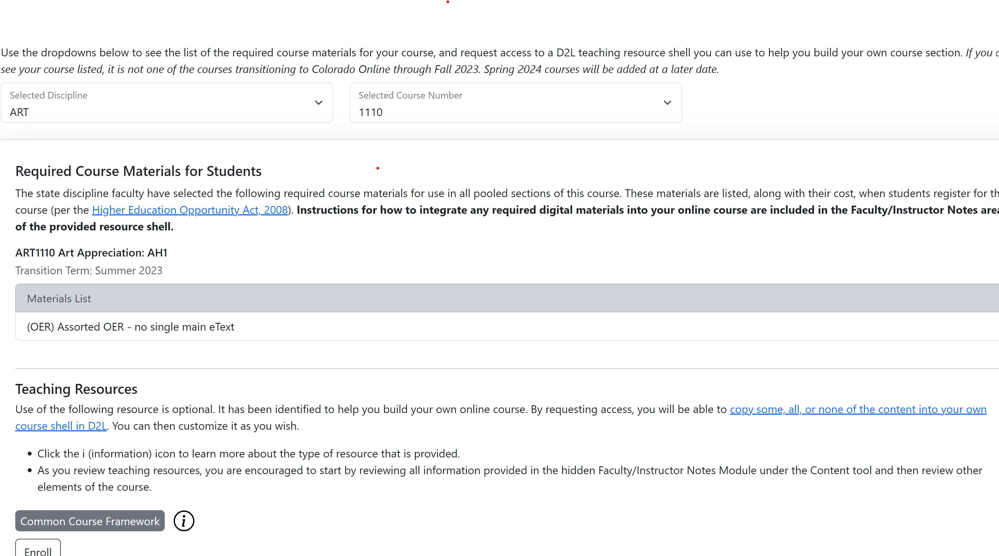 Use the dropdowns below to see the list of the required course materials for your course, and request access to a D2L teaching resource shell you can use to help you build your own course section. If you
see your course listed, it is not one of the courses transitioning to Colorado Online through Fall 2023. Spring 2024 courses will be added at a later date.
Selected Discipline
ART
Selected Course Number
1110
Required Course Materials for Students
The state discipline faculty have selected the following required course materials for use in all pooled sections of this course. These materials are listed, along with their cost, when students register for
course (per the Higher Education Opportunity Act, 2008). Instructions for how to integrate any required digital materials into your online course are included in the Faculty/Instructor Notes area
of the provided resource shell.
ART1110 Art Appreciation: AH1
Transition Term: Summer 2023
Materials List
(OER) Assorted OER - no single main eText
Teaching Resources
Use of the following resource is optional. It has been identified to help you build your own online course. By requesting access, you will be able to copy some, all, or none of the content into your own
course shell in D2L. You can then customize it as you wish.
• Click the i (information) icon to learn more about the type of resource that is provided.
• As you review teaching resources, you are encouraged to start by reviewing all information provided in the hidden Faculty/Instructor Notes Module under the Content tool and then review other
elements of the course.
Common Course Framework i
Enroll